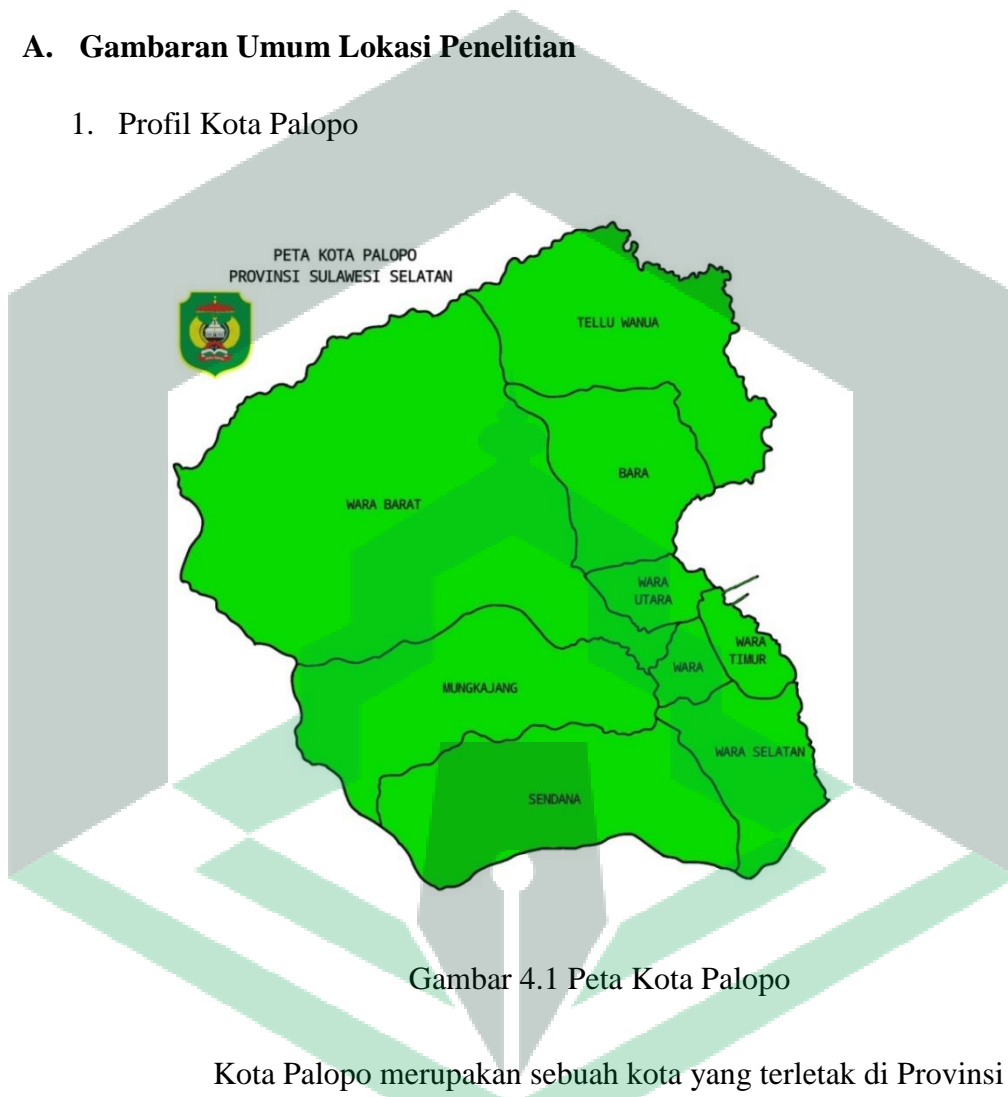 A. Gambaran Umum Lokasi Penelitian
1. Profil Kota Palopo
PETA KOTA PALOPO
PROVINSI SULAWESI SELATAN
TELLU WANUA
BARA
WARA BARAT
WARA
UTARA
WARA
TIMUR
WARA
MUNGKAJANG
WARA SELATAN
SENDANA
Gambar 4.1 Peta Kota Palopo
Kota Palopo merupakan sebuah kota yang terletak di Provinsi